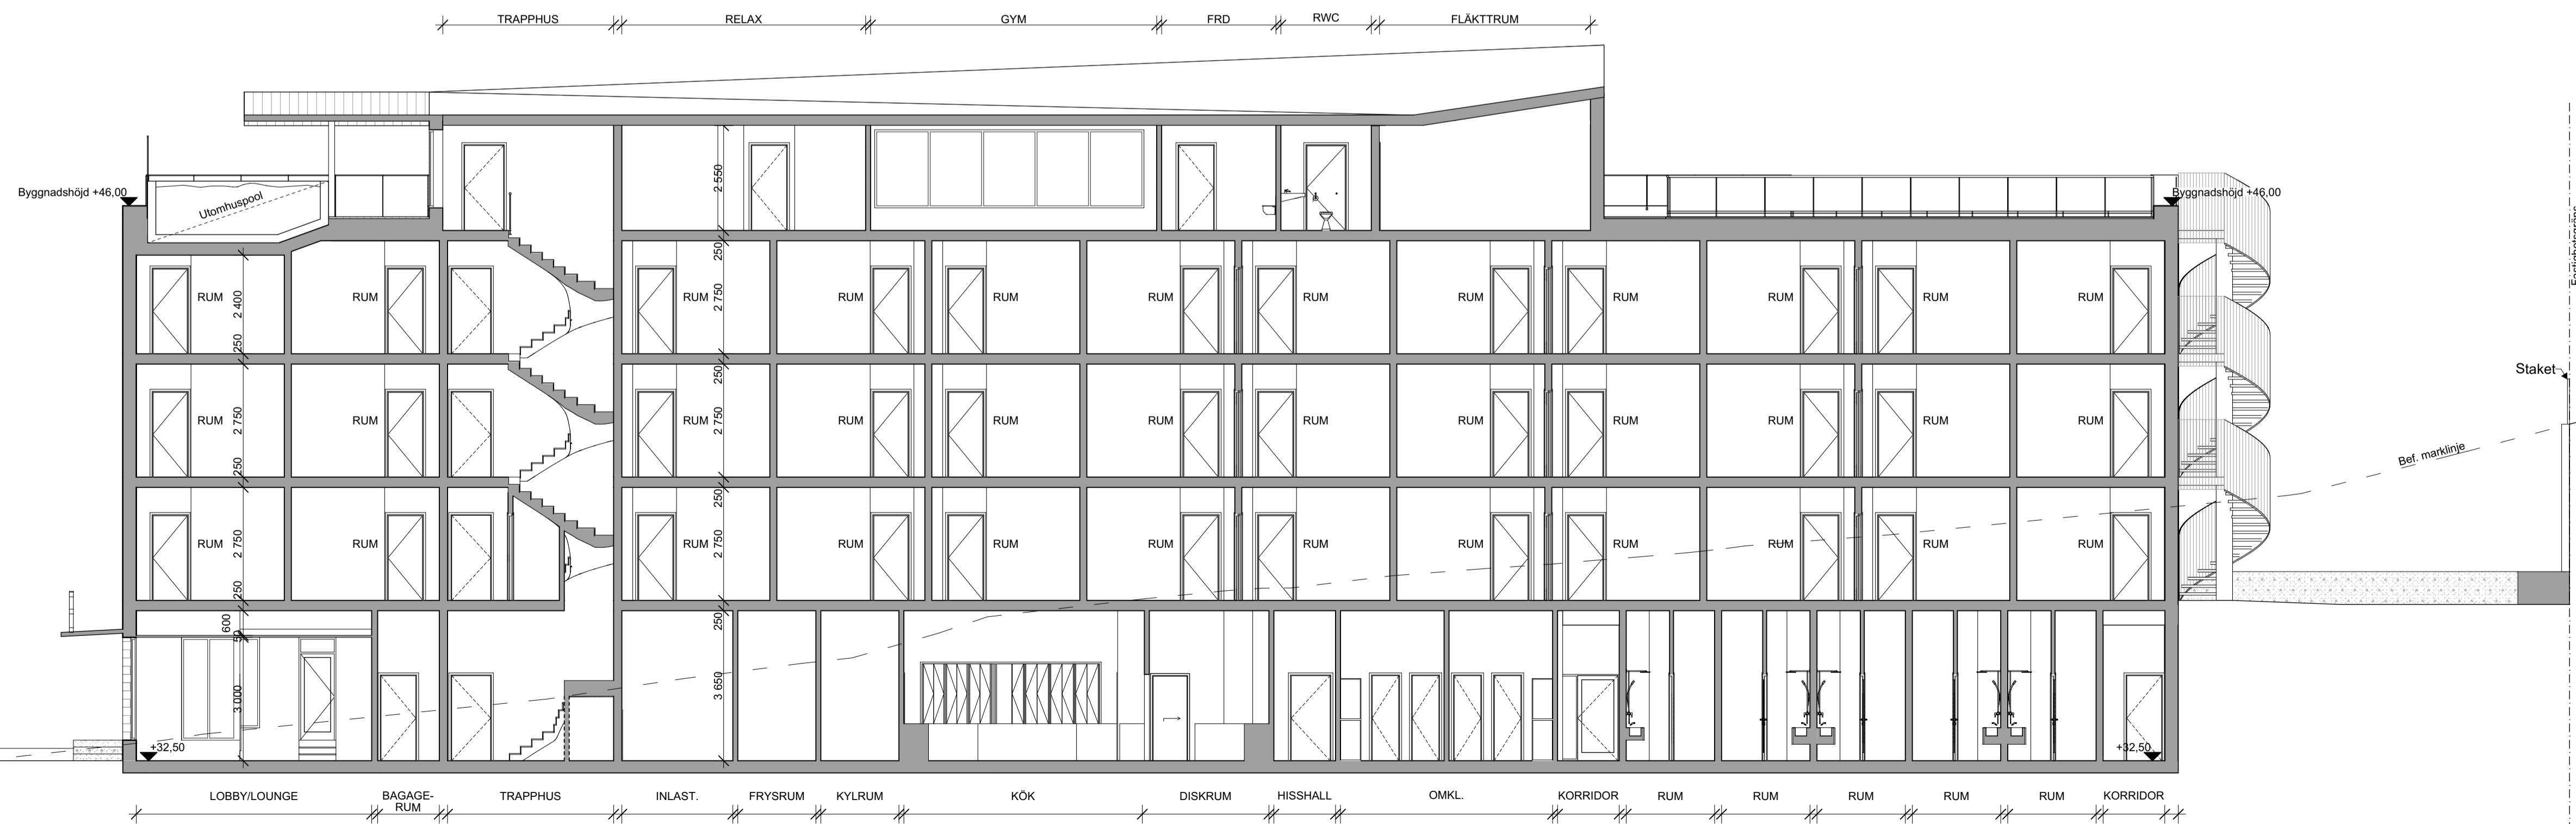 TRAPPHUS RELAX GYM FRD RWC FLÄKTTRUM
Byggnadshöjd +46,00
Utomhuspool
2 550
Byggnadshöjd +46,00
Fastighetsgräns
250 250
RUM 2 400 RUM RUM 2 750 RUM RUM RUM RUM RUM RUM RUM RUM RUM
250
Staket
250
RUM 2 750 RUM RUM 2 750 RUM RUM RUM RUM RUM RUM RUM RUM RUM
Bef. marklinje
250 250
RUM 2 750 RUM RUM 2 750 RUM RUM RUM RUM RUM RUM RUM RUM RUM
250
600 250
50
3 000 3 650
+32,50 +32,50
LOBBY/LOUNGE BAGAGE- TRAPPHUS INLAST. FRYSRUM KYLRUM KÖK DISKRUM HISSHALL OMKL. KORRIDOR RUM RUM RUM RUM RUM KORRIDOR
RUM